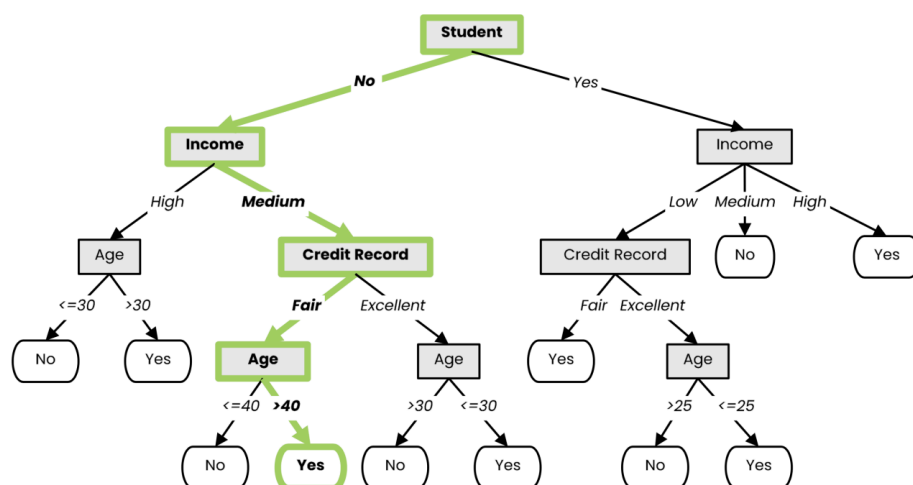 Student
No
Yes
Income
Income
High
Medium
Low
Medium
High
Age
Credit Record
Credit Record
No
Yes
<=30
>30
Fair
Excellent
Fair
Excellent
No
Yes
Age
Age
Yes
Age
<=40
>40
>30
<=30
>25
<=25
No
Yes
No
Yes
No
Yes